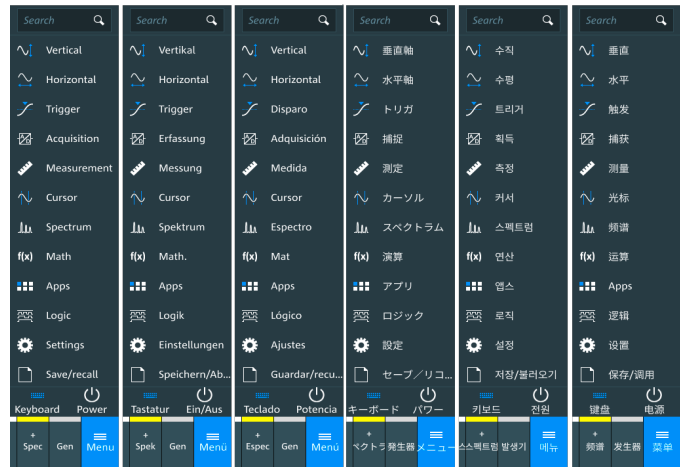 Search
Vertical
Horizontal
Trigger
Acquisition
Measurement
Cursor
Spectrum
f(x) Math
Apps
Logic
Settings
Save/recall
Keyboard Power
+
Spec Gen Menu
Search
Vertikal
Horizontal
Trigger
Erfassung
Messung
Cursor
Spektrum
f(x) Math.
Apps
Logik
Einstellungen
Speichern/Ab...
Tastatur Ein/Aus
+
Spek Gen Menü
Search
Vertical
Horizontal
Disparo
Adquisición
Medida
Cursor
Espectro
f(x) Mat
Apps
Lógico
Ajustes
Guardar/recu...
Teclado Potencia
+
Espec Gen Menú
Search
垂直軸
水平軸
トリガ
捕捉
測定
カーソル
スペクトラム
f(x) 演算
アプリ
ロジック
設定
セーブ／リコ...
キーボード パワー
+
ペクトラ 発生器 メニュー
Search
수직
수평
트리거
획득
측정
커서
스펙트럼
f(x) 연산
앱스
로직
설정
저장/불러오기
키보드 전원
+
스펙트럼 발생기 메뉴
Search
垂直
水平
触发
捕获
测量
光标
频谱
f(x) 运算
Apps
逻辑
设置
保存/调用
键盘 电源
+
频谱 发生器 菜单